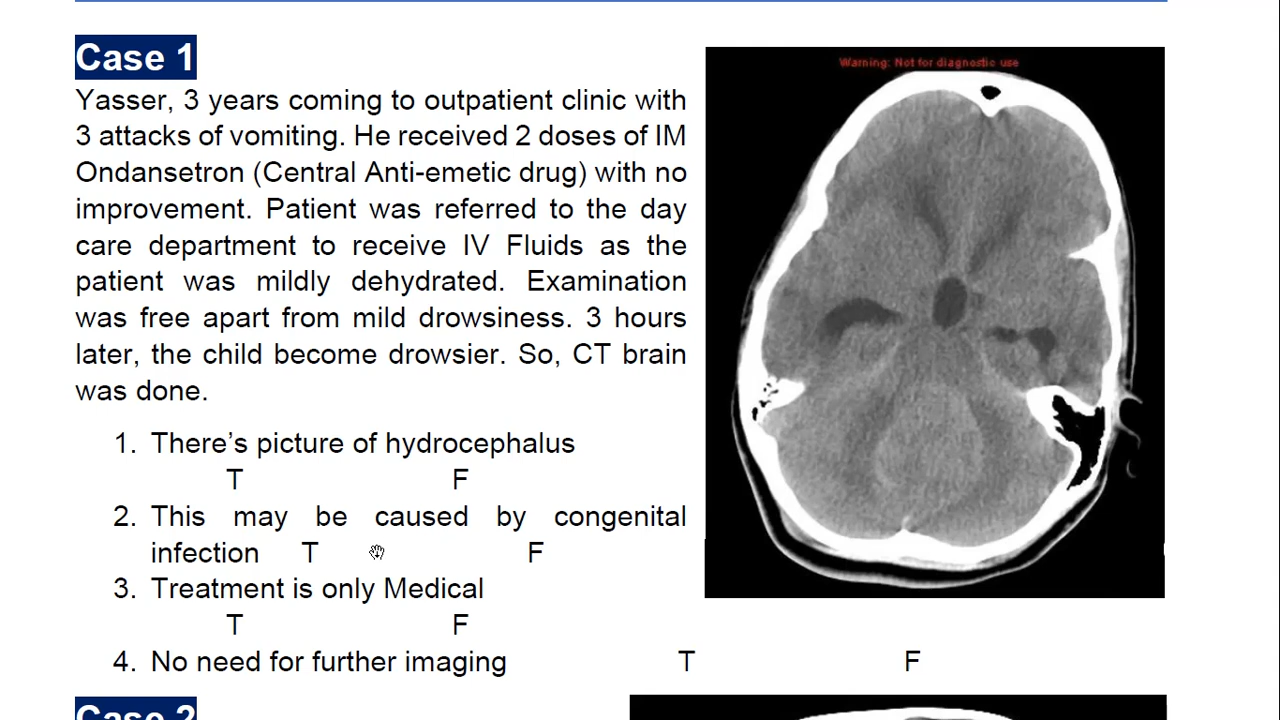 Case 1
Warning: Not for diagnostic use
Yasser, 3 years coming to outpatient clinic with
3 attacks of vomiting. He received 2 doses of IM
Ondansetron (Central Anti-emetic drug) with no
improvement. Patient was referred to the day
care department to receive IV Fluids as the
patient was mildly dehydrated. Examination
was free apart from mild drowsiness. 3 hours
later, the child become drowsier. So, CT brain
was done.
1. There’s picture of hydrocephalus
T F
2. This may be caused by congenital
infection T F
3. Treatment is only Medical
T F
4. No need for further imaging T F
Case 2